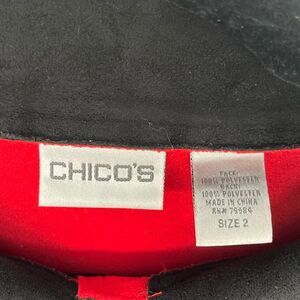 CHICO'S
FACE:
100% POLYESTER
BACK:
100% POLYESTER
MADE IN CHINA
RN# 79984
SIZE 2